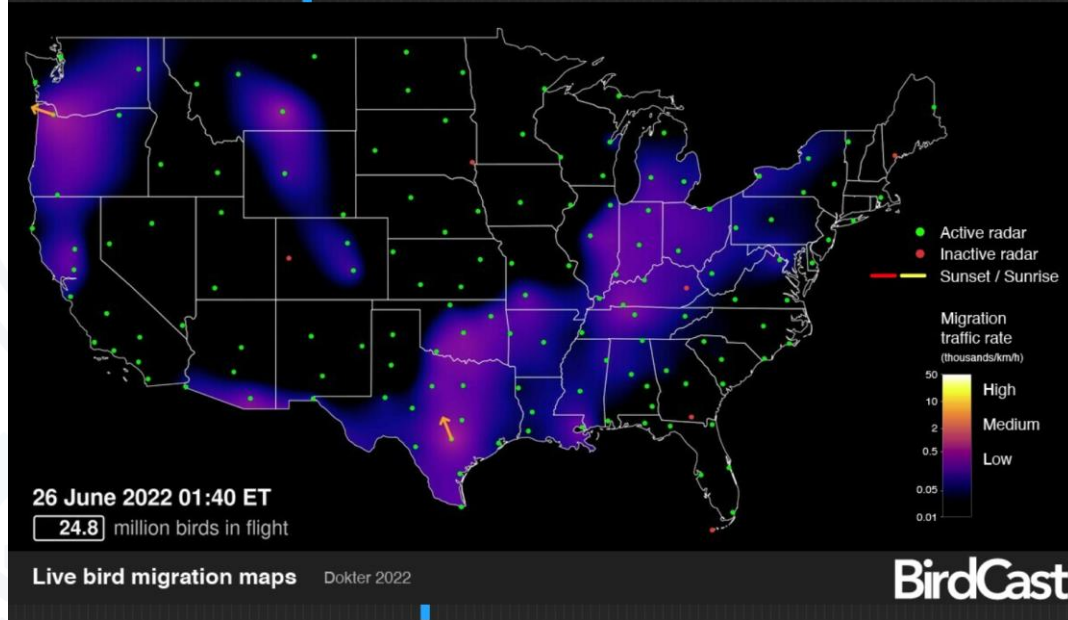 Active radar
Inactive radar
Sunset / Sunrise
Migration
traffic rate
(thousands/km/h)
50
10
2
0.5
0.05
0.01
High
Medium
Low
26 June 2022 01:40 ET
24.8 million birds in flight
Live bird migration maps Dokter 2022
BirdCast